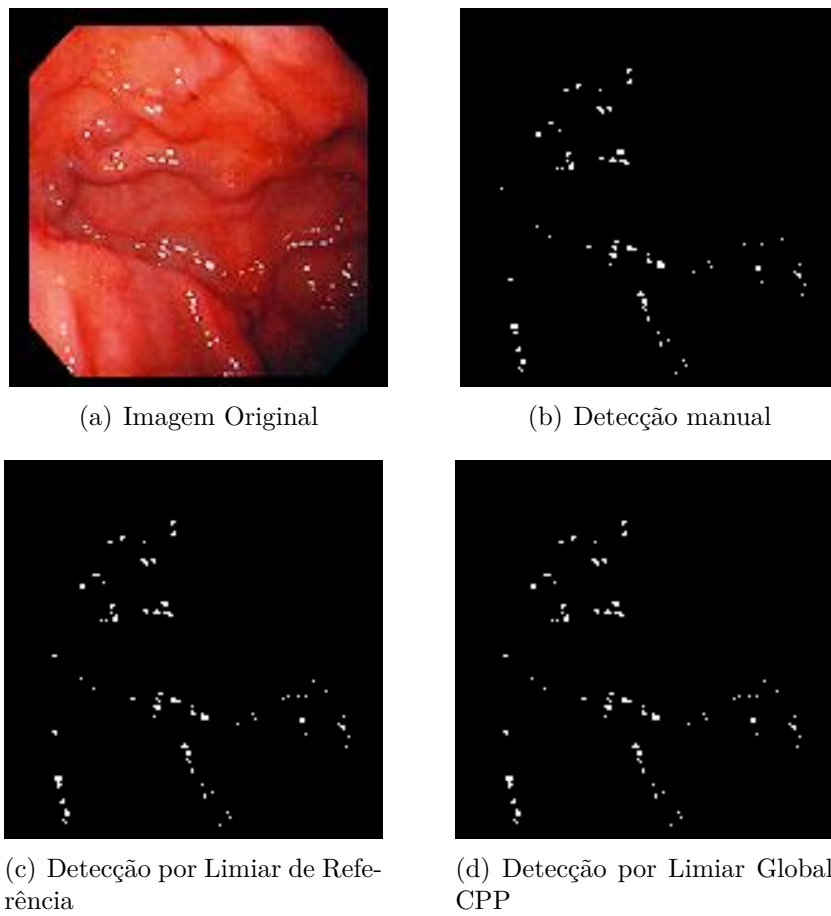 (a) Imagem Original
(b) Detecção manual
(c) Detecção por Limiar de Refe-
rência
(d) Detecção por Limiar Global
CPP